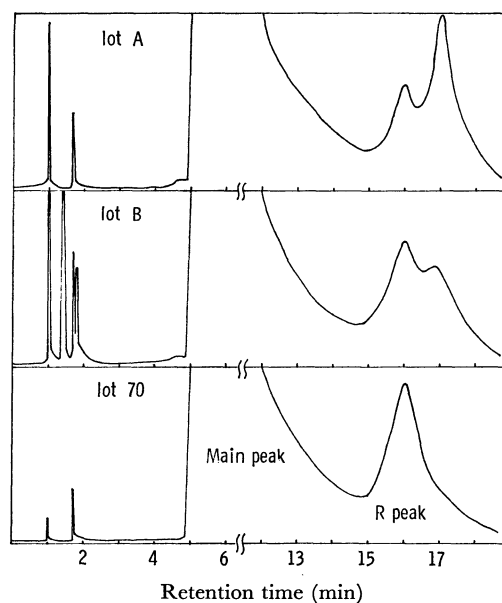 lot A
lot B
lot 70
Main peak
R peak
2 4 6 13 15 17
Retention time (min)